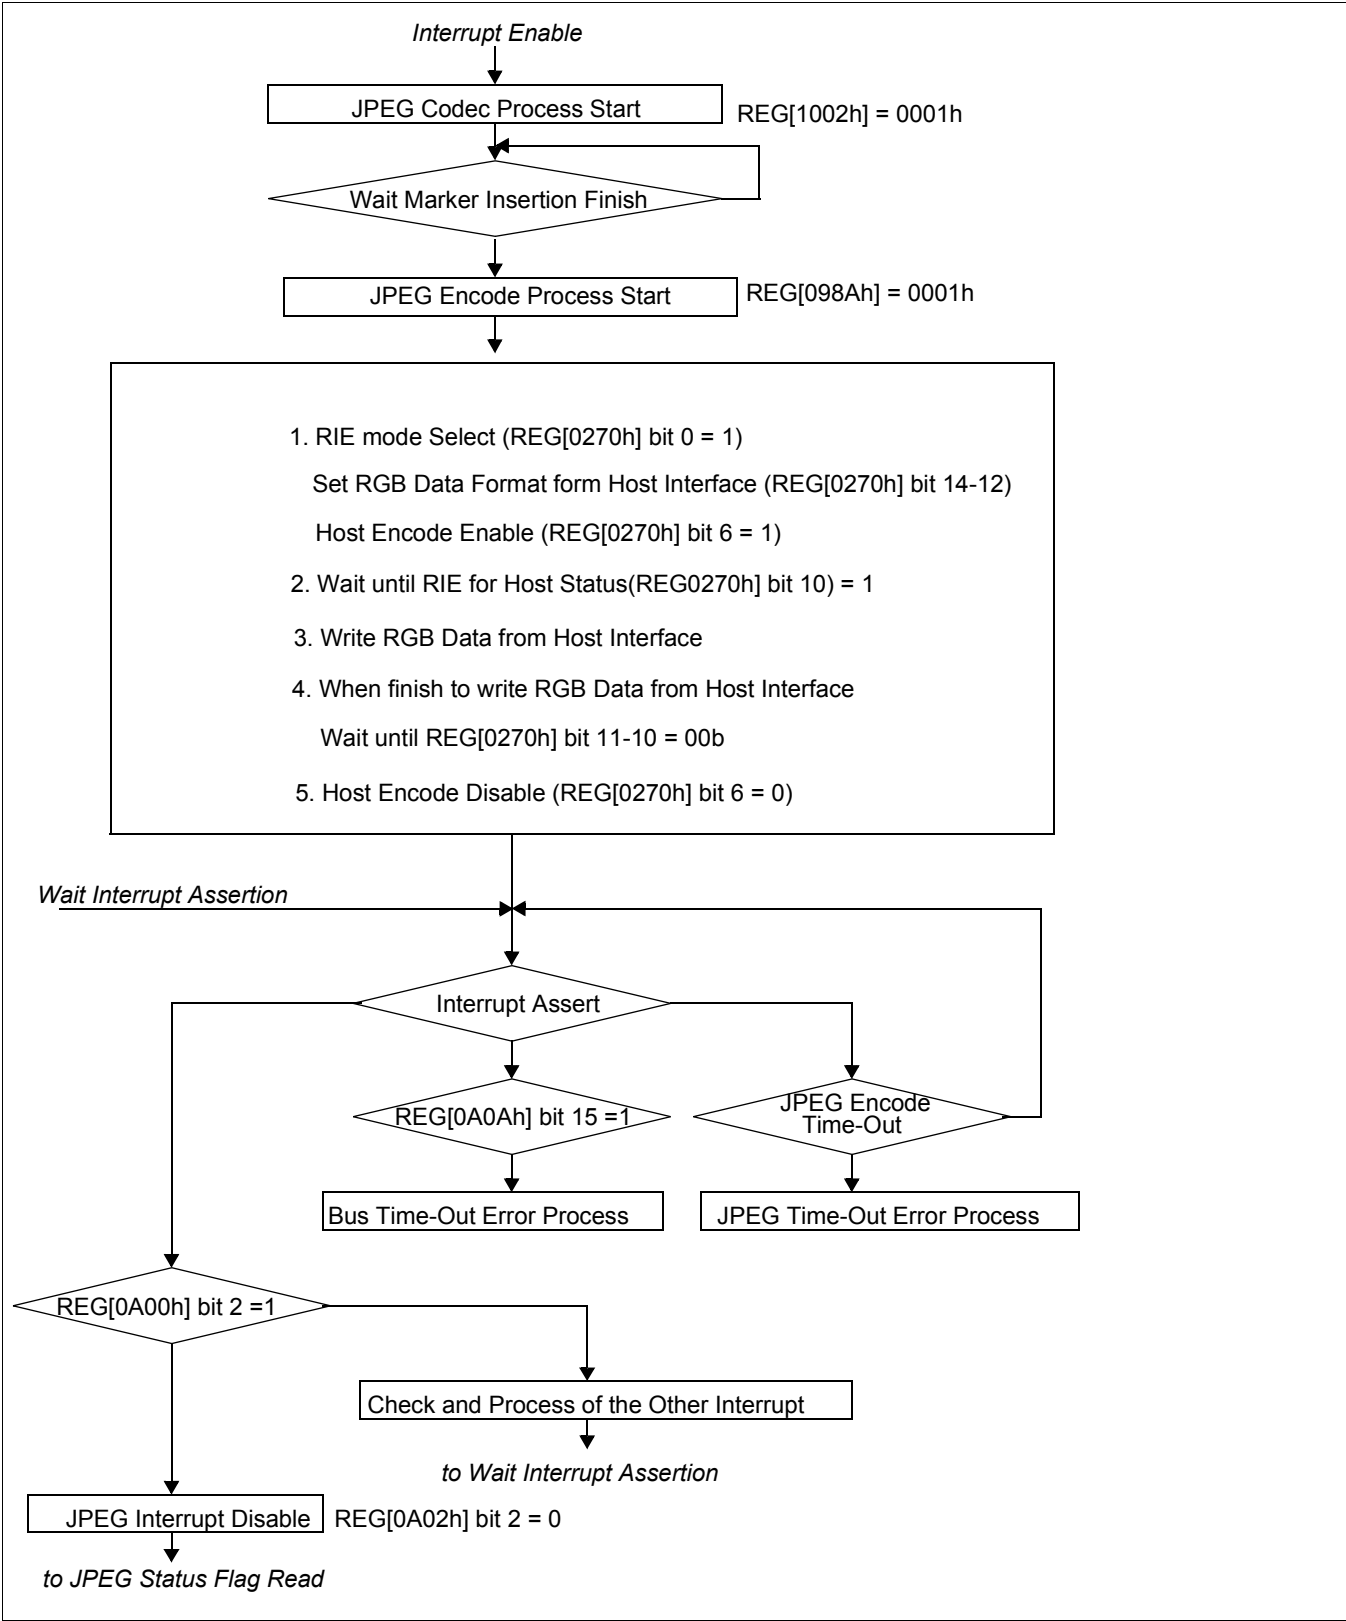 Interrupt Enable
JPEG Codec Process Start
REG[1002h] = 0001h
Wait Marker Insertion Finish
JPEG Encode Process Start
REG[098Ah] = 0001h
1. RIE mode Select (REG[0270h] bit 0 = 1)
Set RGB Data Format form Host Interface (REG[0270h] bit 14-12)
Host Encode Enable (REG[0270h] bit 6 = 1)
2. Wait until RIE for Host Status(REG0270h] bit 10) = 1
3. Write RGB Data from Host Interface
4. When finish to write RGB Data from Host Interface
Wait until REG[0270h] bit 11-10 = 00b
5. Host Encode Disable (REG[0270h] bit 6 = 0)
Wait Interrupt Assertion
Interrupt Assert
REG[0A0Ah] bit 15 =1
JPEG Encode
Time-Out
Bus Time-Out Error Process
JPEG Time-Out Error Process
REG[0A00h] bit 2 =1
Check and Process of the Other Interrupt
to Wait Interrupt Assertion
JPEG Interrupt Disable
REG[0A02h] bit 2 = 0
to JPEG Status Flag Read